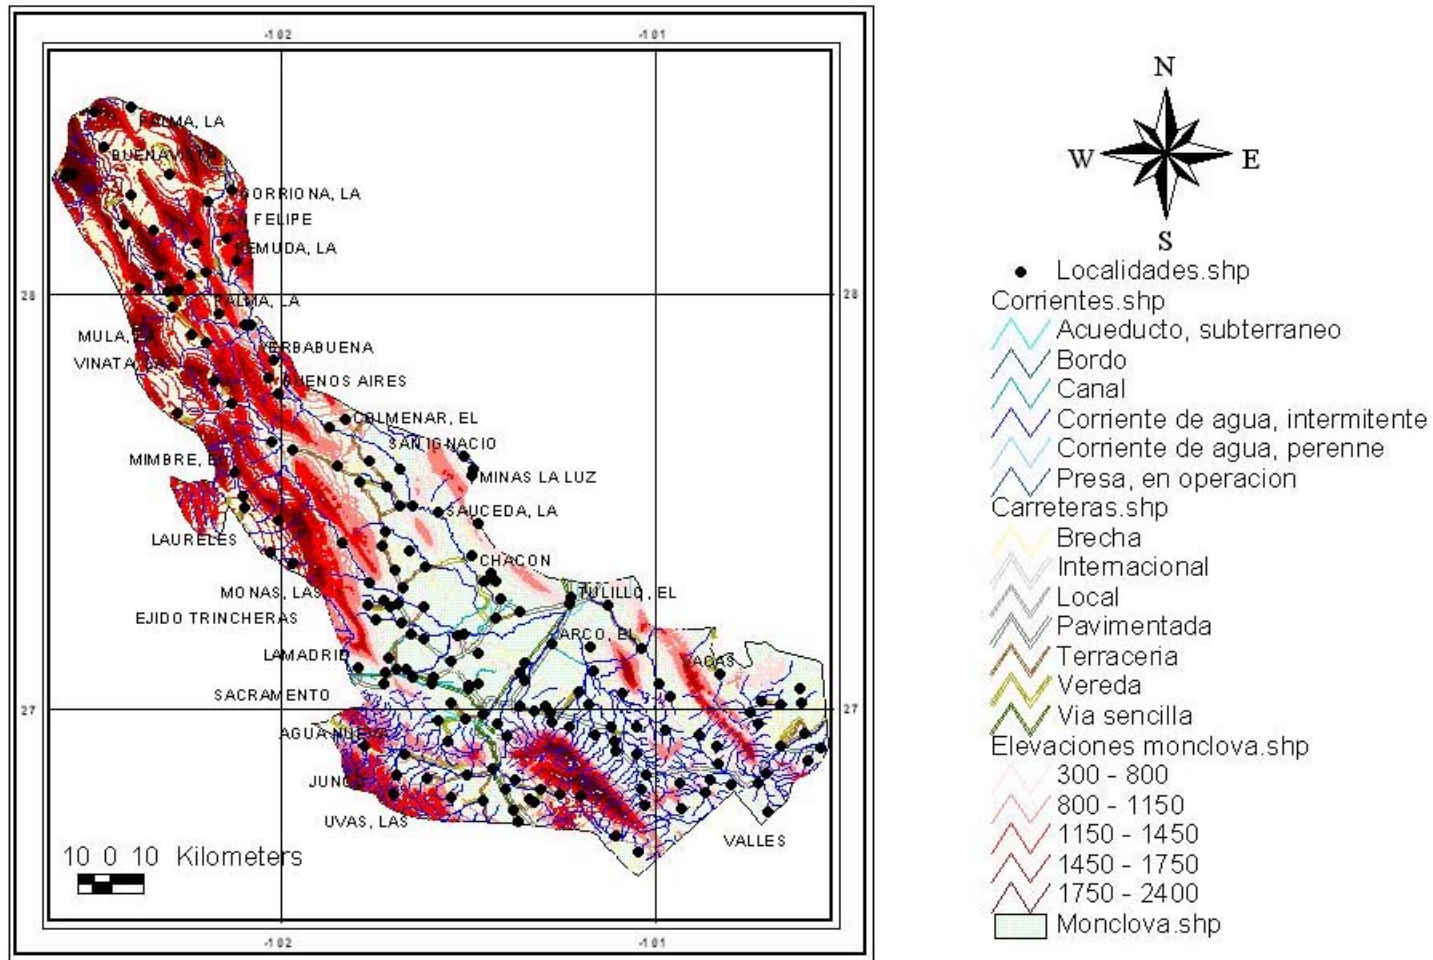 -102 -101
PALMA, LA
BUENAVISTA
GORRIONA, LA
SAN FELIPE
REMUDA, LA
28 28
PALMA, LA
MULA, LA
YERBABUENA
VINATA, LA
BUENOS AIRES
COLMENAR, EL
SAN IGNACIO
MIMBRE, EL
MINAS LA LUZ
SAUCEDA, LA
LAURELES
CHACON
MONAS, LAS
TULILLO, EL
EJIDO TRINCHERAS
ARCO, EL
LAMADRID
VACAS
SACRAMENTO
27 27
AGUA NUEVA
UVAS, LAS
VALLES
10 0 10 Kilometers
-102 -101
N
W E
S
Localidades.shp
Corrientes.shp
Acueducto, subterraneo
Bordo
Canal
Corriente de agua, intermitente
Corriente de agua, perenne
Presa, en operacion
Carreteras.shp
Brecha
Internacional
Local
Pavimentada
Terraceria
Vereda
Via sencilla
Elevaciones monclova.shp
300 - 800
800 - 1150
1150 - 1450
1450 - 1750
1750 - 2400
Monclova.shp